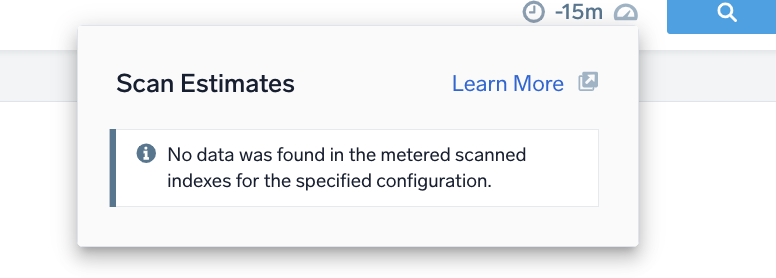 -15m
Scan Estimates
Learn More
No data was found in the metered scanned
indexes for the specified configuration.